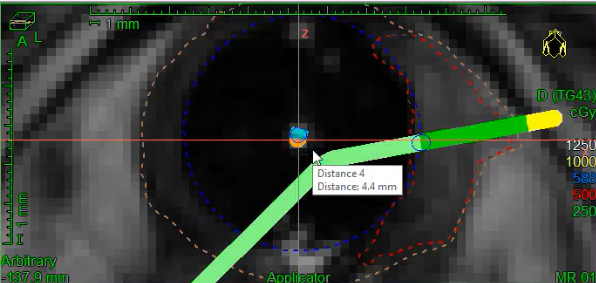 1 mm
Z
A L
D (TG43)
cGy
1250
1000
588
500
250
Distance 4
Distance: 4.4 mm
1 mm
Arbitrary
-137.9 mm
Applicator
MR 01